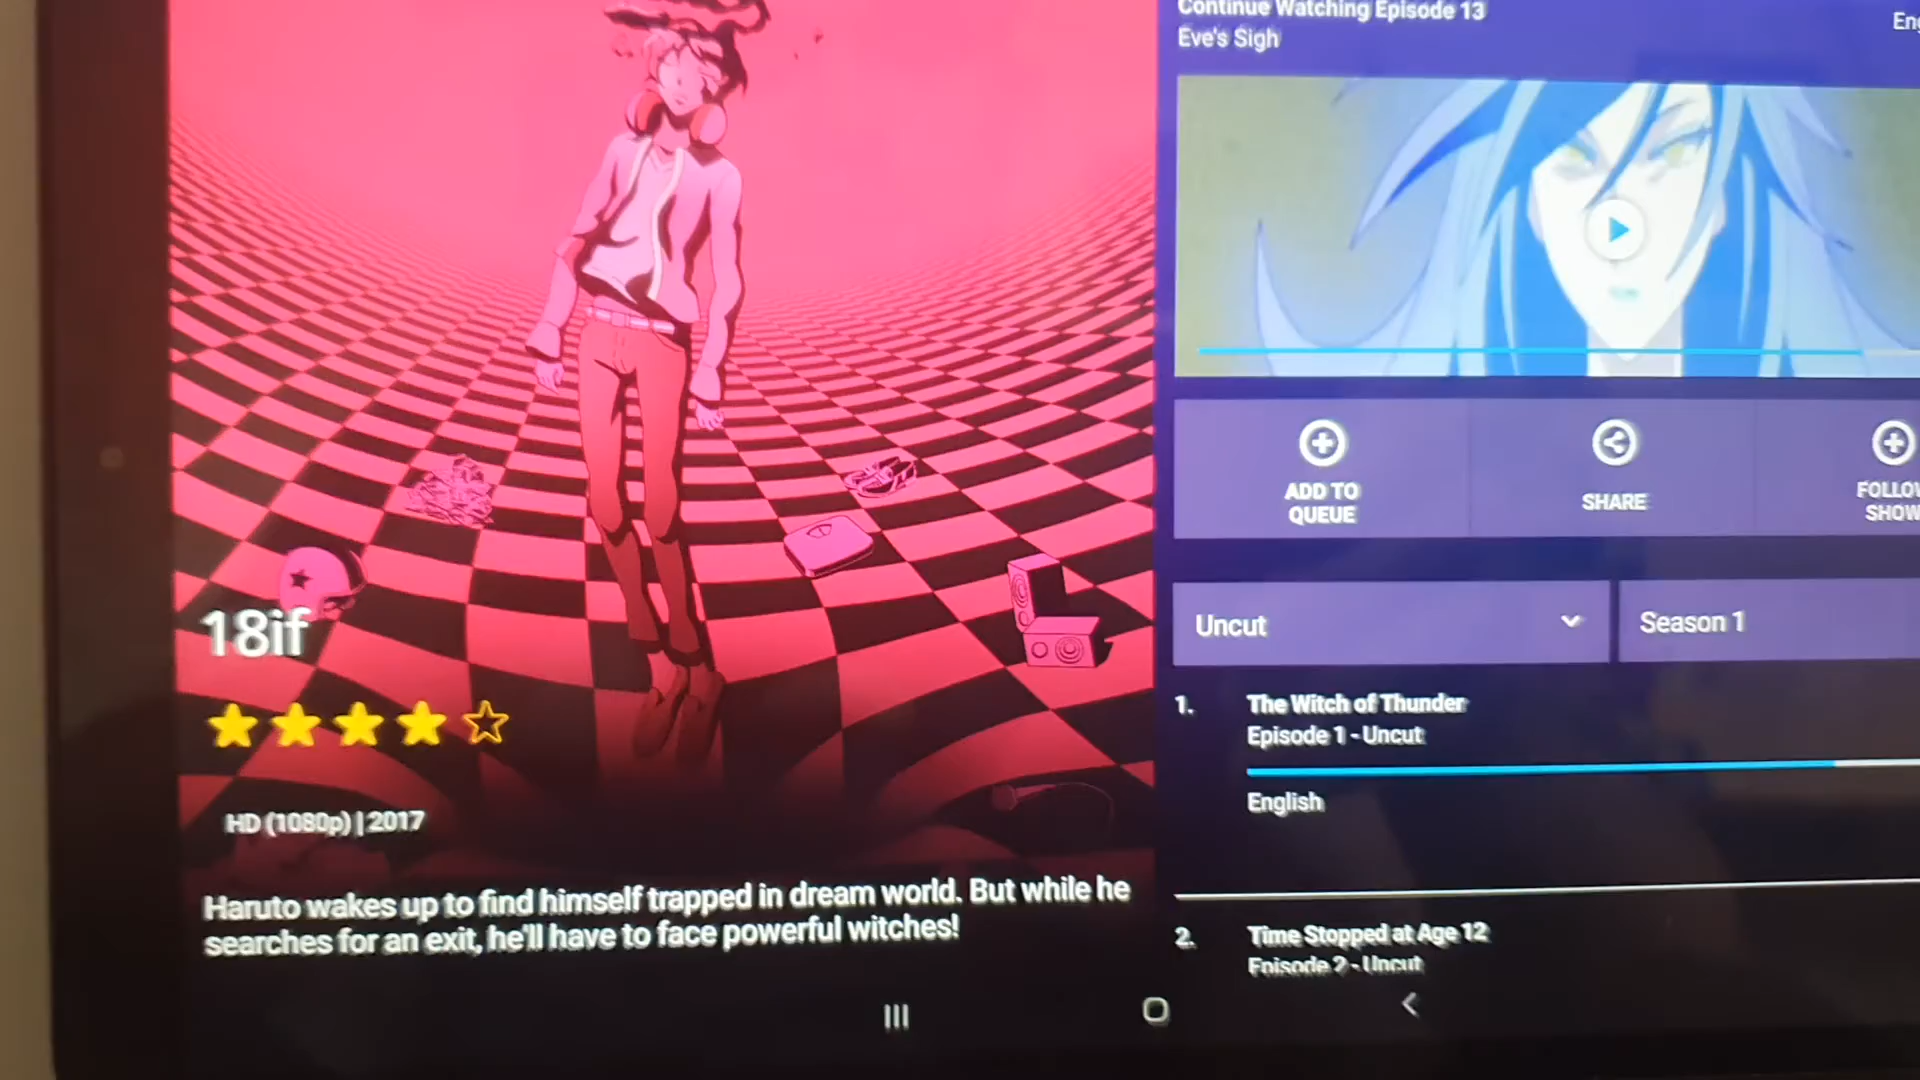 18if
HD (1080p) | 2017
Haruto wakes up to find himself trapped in dream world. But while he
searches for an exit, he'll have to face powerful witches!
Continue Watching Episode 13
Eve's Sigh
ADD TO
QUEUE
SHARE
SHOW
Uncut
Season 1
1.
The Witch of Thunder
Episode 1 - Uncut
English
2.
Time Stopped at Age 12
Episode 2 - Uncut